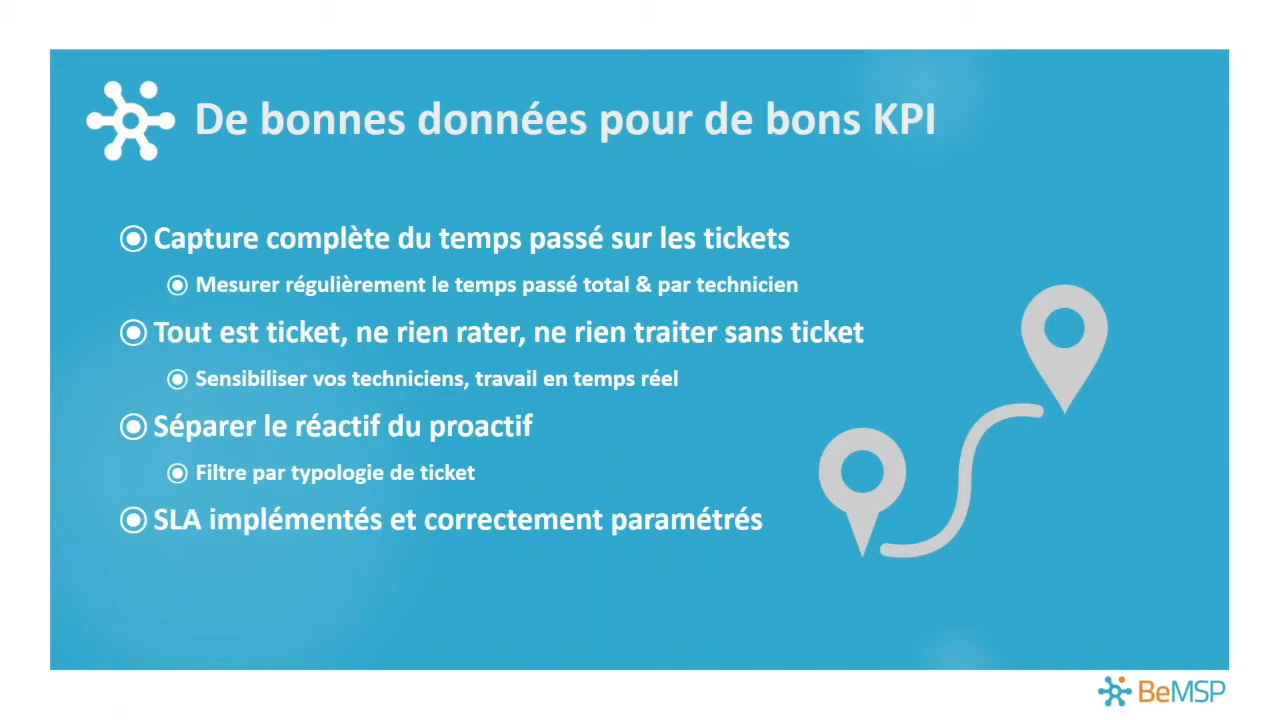 De bonnes données pour de bons KPI
Capture complète du temps passé sur les tickets
Mesurer régulièrement le temps passé total & par technicien
Tout est ticket, ne rien rater, ne rien traiter sans ticket
Sensibiliser vos techniciens, travail en temps réel
Séparer le réactif du proactif
Filtre par typologie de ticket
SLA implémentés et correctement paramétrés
BeMSP